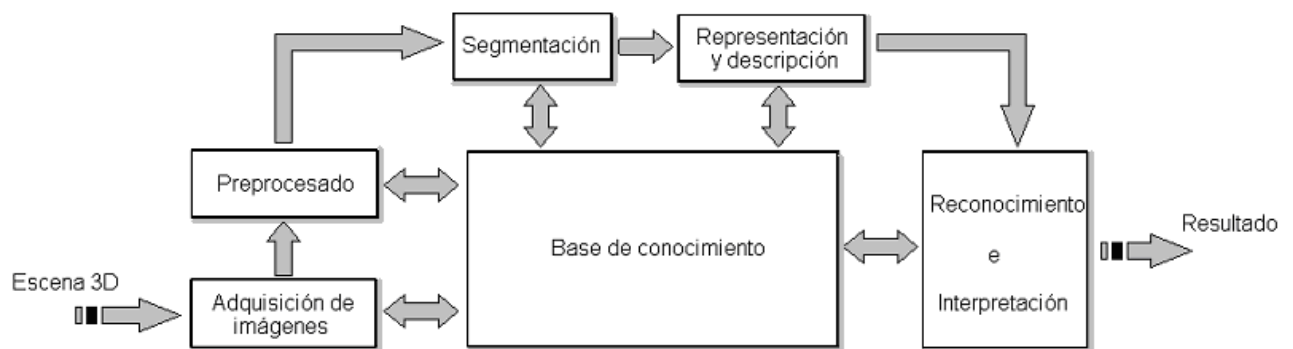 Escena 3D
Adquisición de
imágenes
Preprocesado
Segmentación
Representación
y descripción
Base de conocimiento
Reconocimiento
e
Interpretación
Resultado